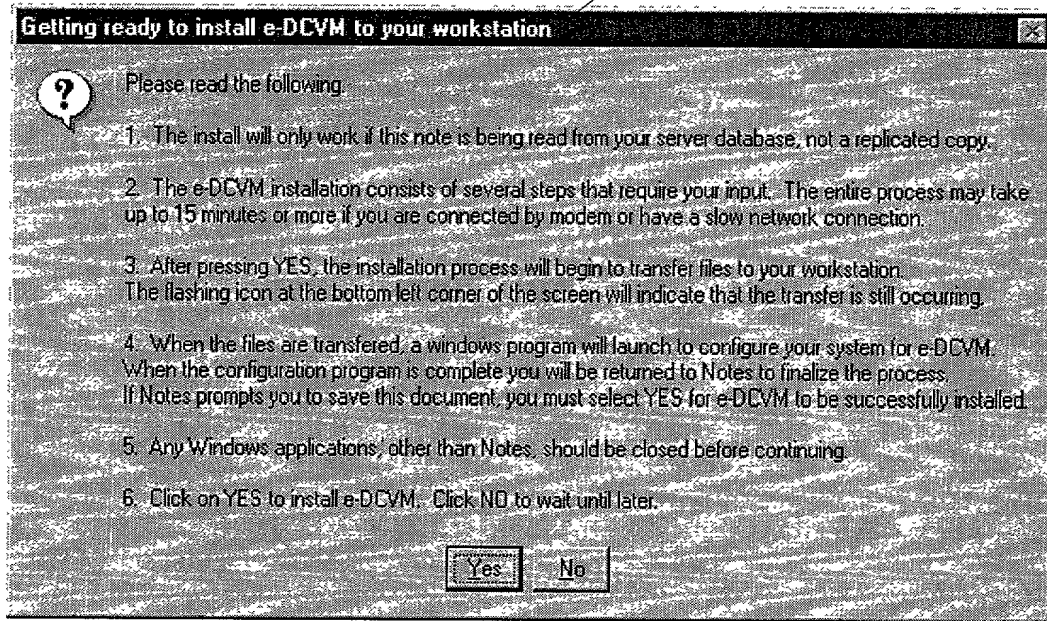 Getting ready to install e-DCVM to your workstation
?
Please read the following.
1. The install will only work if this note is being read from your server database, not a replicated copy.
2. The e-DCVM installation consists of several steps that require your input. The entire process may take
up to 15 minutes or more if you are connected by modem or have a slow network connection.
3. After pressing YES, the installation process will begin to transfer files to your workstation.
The flashing icon at the bottom left corner of the screen will indicate that the transfer is still occurring.
4. When the files are transfered, a windows program will launch to configure your system for e-DCVM.
When the configuration program is complete you will be returned to Notes to finalize the process.
If Notes prompts you to save this document, you must select YES for e-DCVM to be successfully installed.
5. Any Windows applications, other than Notes, should be closed before continuing.
6. Click on YES to install e-DCVM. Click NO to wait until later.
Yes No